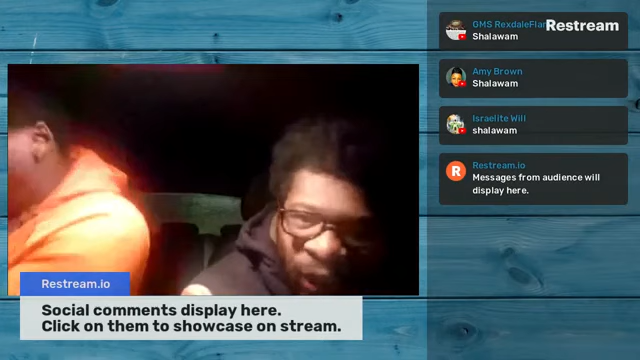 GMS RexdaleFla
Restream
Shalawam
Amy Brown
Shalawam
Israelite Will
shalawam
R
Restream.io
Messages from audience will
display here.
Restream.io
Social comments display here.
Click on them to showcase on stream.